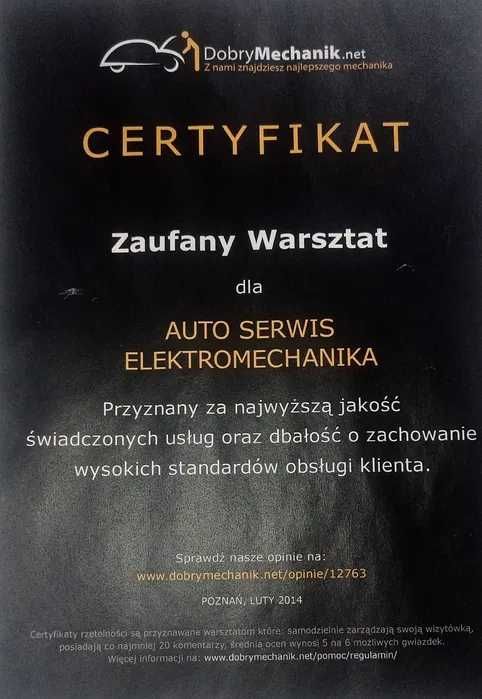 DobryMechanik.net
Z nami znajdziesz najlepszego mechanika
CERTYFIKAT
Zaufany Warsztat
dla
AUTO SERWIS
ELEKTROMECHANIKA
Przyznany za najwyższą jakość
świadczonych usług oraz dbałość o zachowanie
wysokich standardów obsługi klienta.
Sprawdź nasze opinie na:
www.dobrymechanik.net/opinie/12763
POZNAŃ, LUTY 2014
Certyfikaty rzetelności są przyznawane warsztatom które: samodzielnie zarządzają swoją wizytówką,
posiadają co najmniej 20 komentarzy, średnia ocen wynosi 5 na 6 możliwych gwiazdek.
Więcej informacji na: www.dobrymechanik.net/pomoc/regulamin/